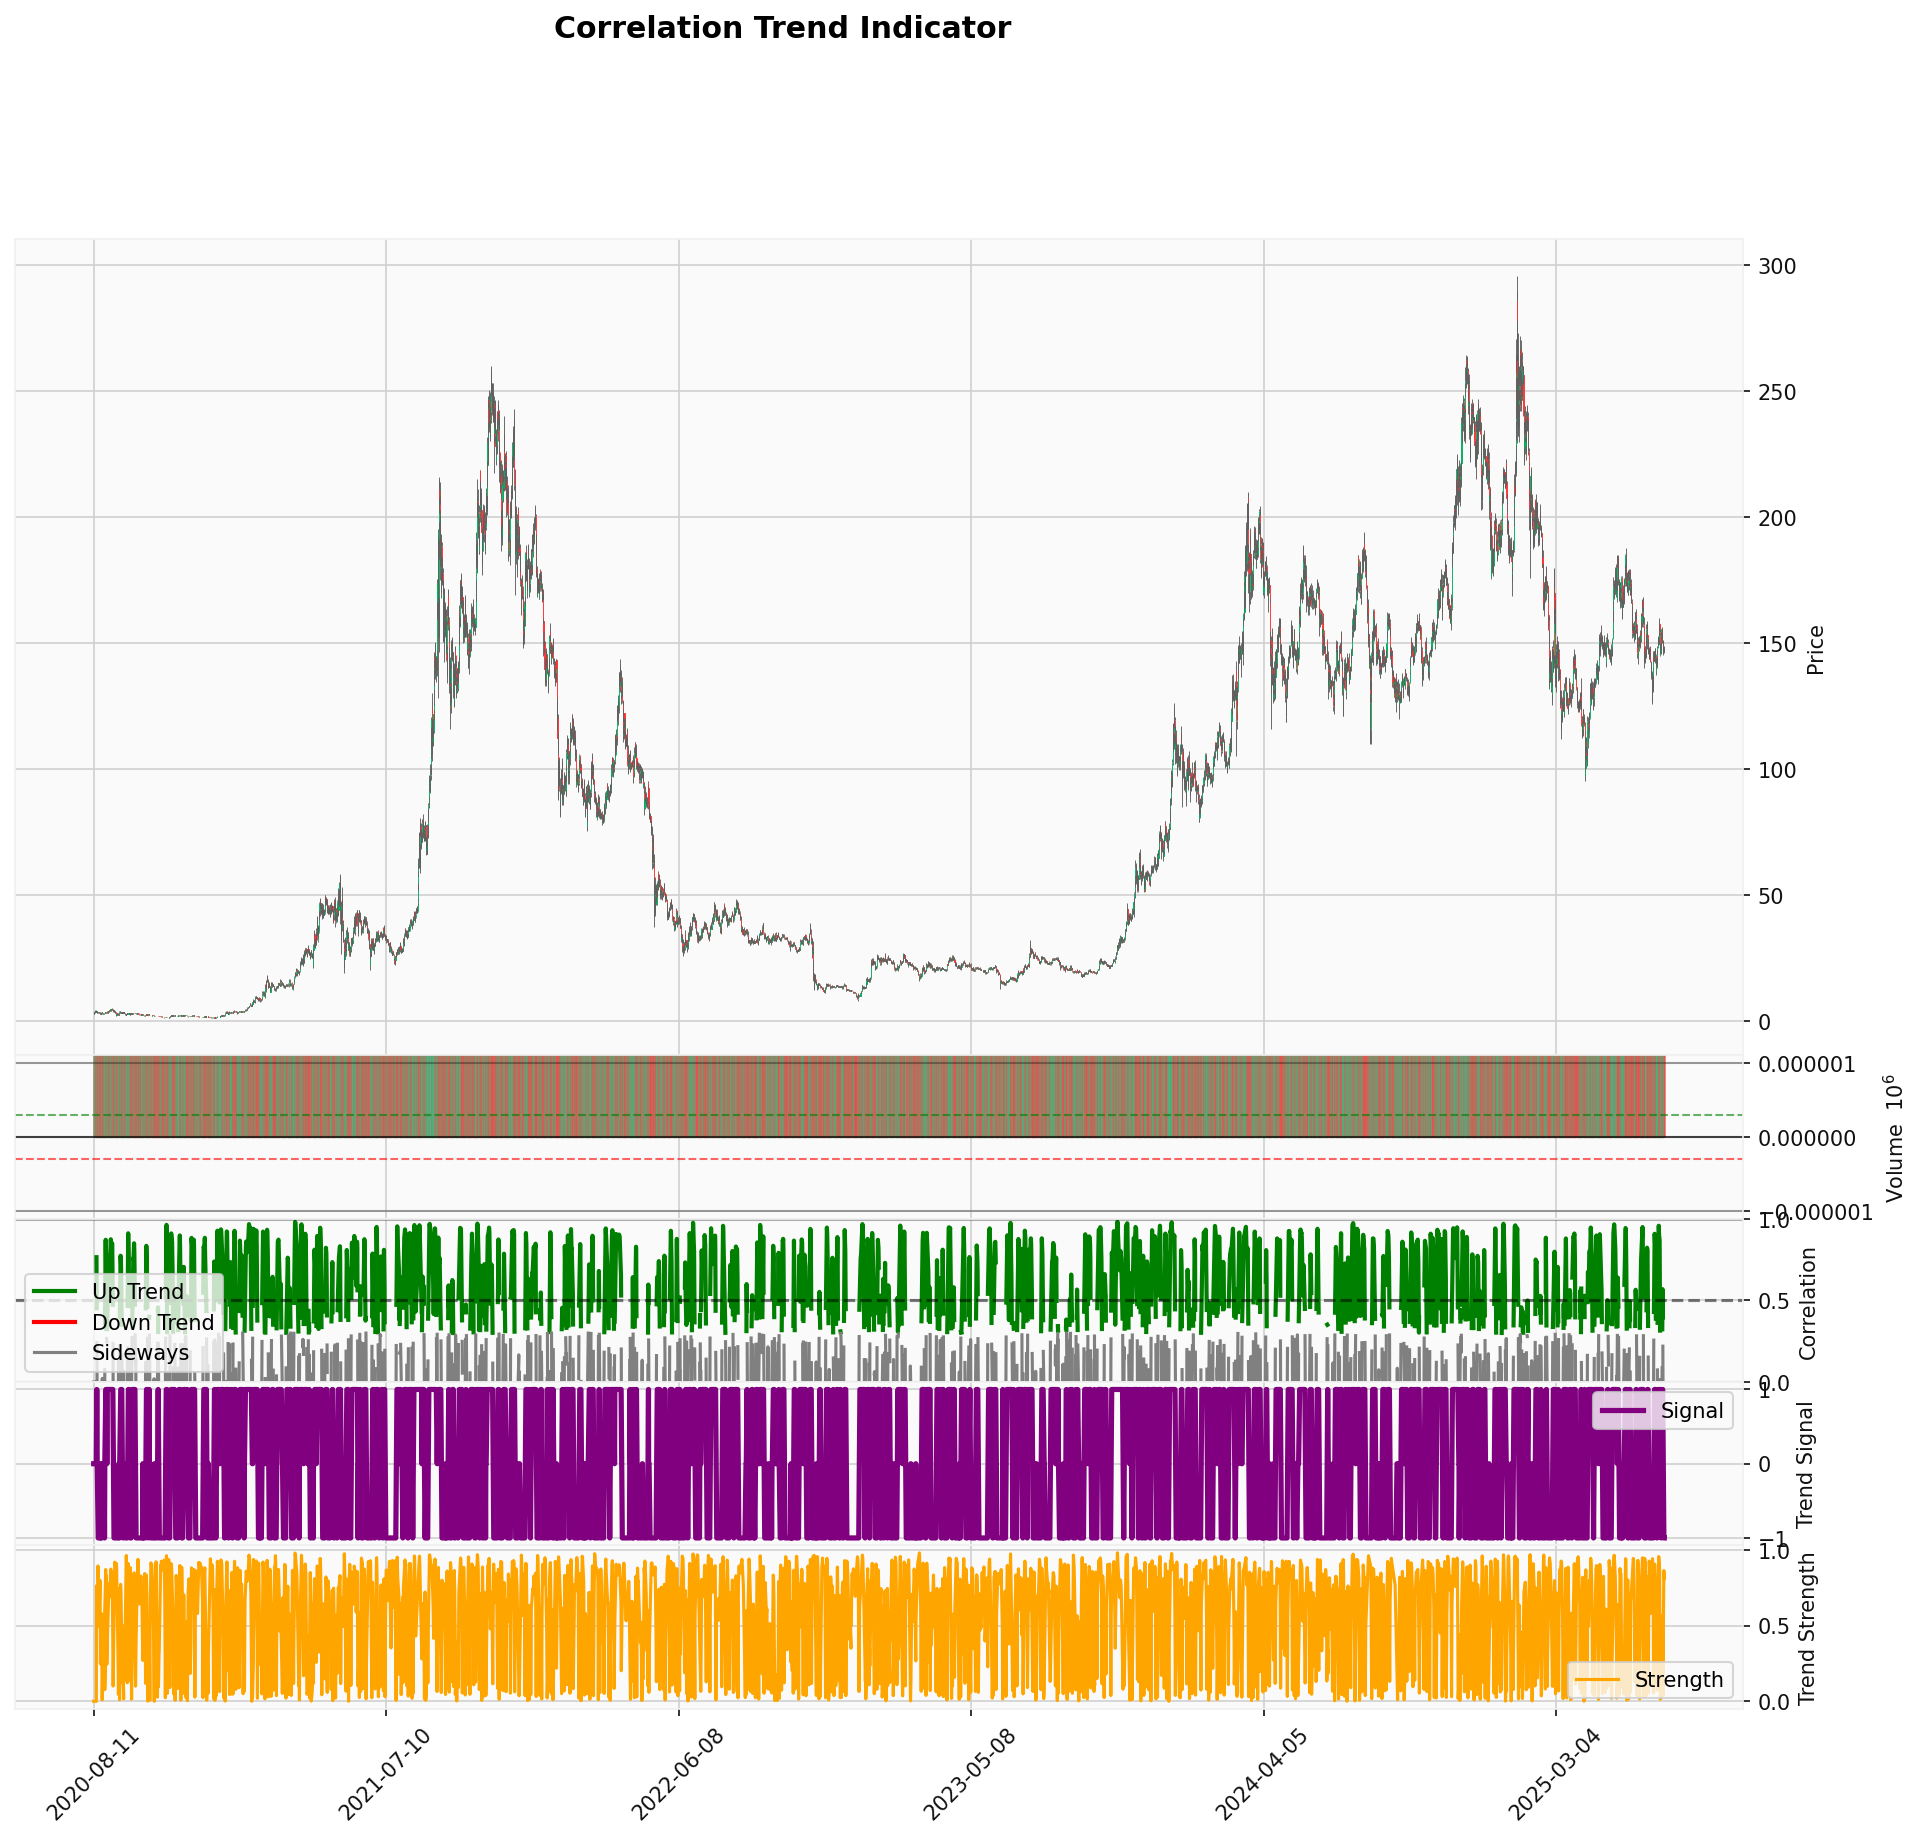 Correlation Trend Indicator
300
250
200
150
100
50
0
Price
0.000001
0.000000
−0.000001
Volume 10^6
1.0
0.5
0.0
Correlation
Up Trend
Down Trend
Sideways
1
0
−1
Trend Signal
Signal
1.0
0.5
0.0
Trend Strength
Strength
2020-08-11
2021-07-10
2022-06-08
2023-05-08
2024-04-05
2025-03-04